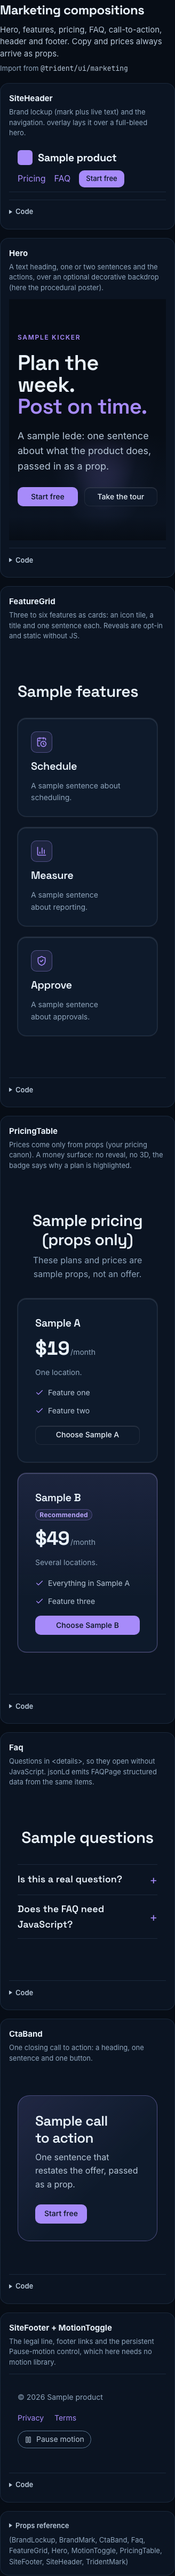 Marketing compositions
Hero, features, pricing, FAQ, call-to-action,
header and footer. Copy and prices always
arrive as props.
Import from @trident/ui/marketing
SiteHeader
Brand lockup (mark plus live text) and the
navigation. overlay lays it over a full-bleed
hero.
Sample product
Pricing FAQ Start free
Code
Hero
A text heading, one or two sentences and the
actions, over an optional decorative backdrop
(here the procedural poster).
SAMPLE KICKER
Plan the
week.
Post on time.
A sample lede: one sentence
about what the product does,
passed in as a prop.
Start free Take the tour
Code
FeatureGrid
Three to six features as cards: an icon tile, a
title and one sentence each. Reveals are opt-in
and static without JS.
Sample features
Schedule
A sample sentence about
scheduling.
Measure
A sample sentence
about reporting.
Approve
A sample sentence
about approvals.
Code
PricingTable
Prices come only from props (your pricing
canon). A money surface: no reveal, no 3D, the
badge says why a plan is highlighted.
Sample pricing
(props only)
These plans and prices are
sample props, not an offer.
Sample A
$19/month
One location.
Feature one
Feature two
Choose Sample A
Sample B
Recommended
$49/month
Several locations.
Everything in Sample A
Feature three
Choose Sample B
Code
Faq
Questions in <details>, so they open without
JavaScript. jsonLd emits FAQPage structured
data from the same items.
Sample questions
Is this a real question? +
Does the FAQ need
JavaScript? +
Code
CtaBand
One closing call to action: a heading, one
sentence and one button.
Sample call
to action
One sentence that
restates the offer, passed
as a prop.
Start free
Code
SiteFooter + MotionToggle
The legal line, footer links and the persistent
Pause-motion control, which here needs no
motion library.
© 2026 Sample product
Privacy Terms
Pause motion
Code
Props reference
(BrandLockup, BrandMark, CtaBand, Faq,
FeatureGrid, Hero, MotionToggle, PricingTable,
SiteFooter, SiteHeader, TridentMark)